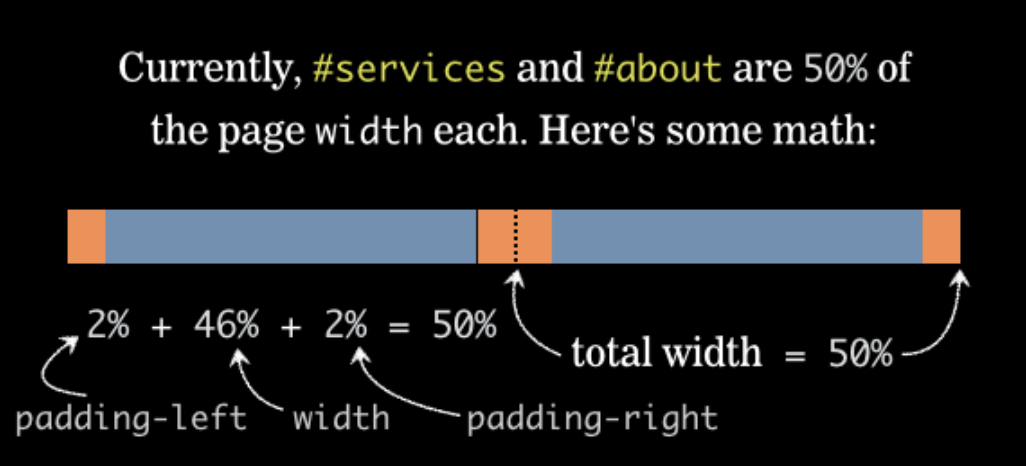 Currently, #services and #about are 50% of
the page width each. Here's some math:
2% + 46% + 2% = 50%
total width = 50%
padding-left width padding-right